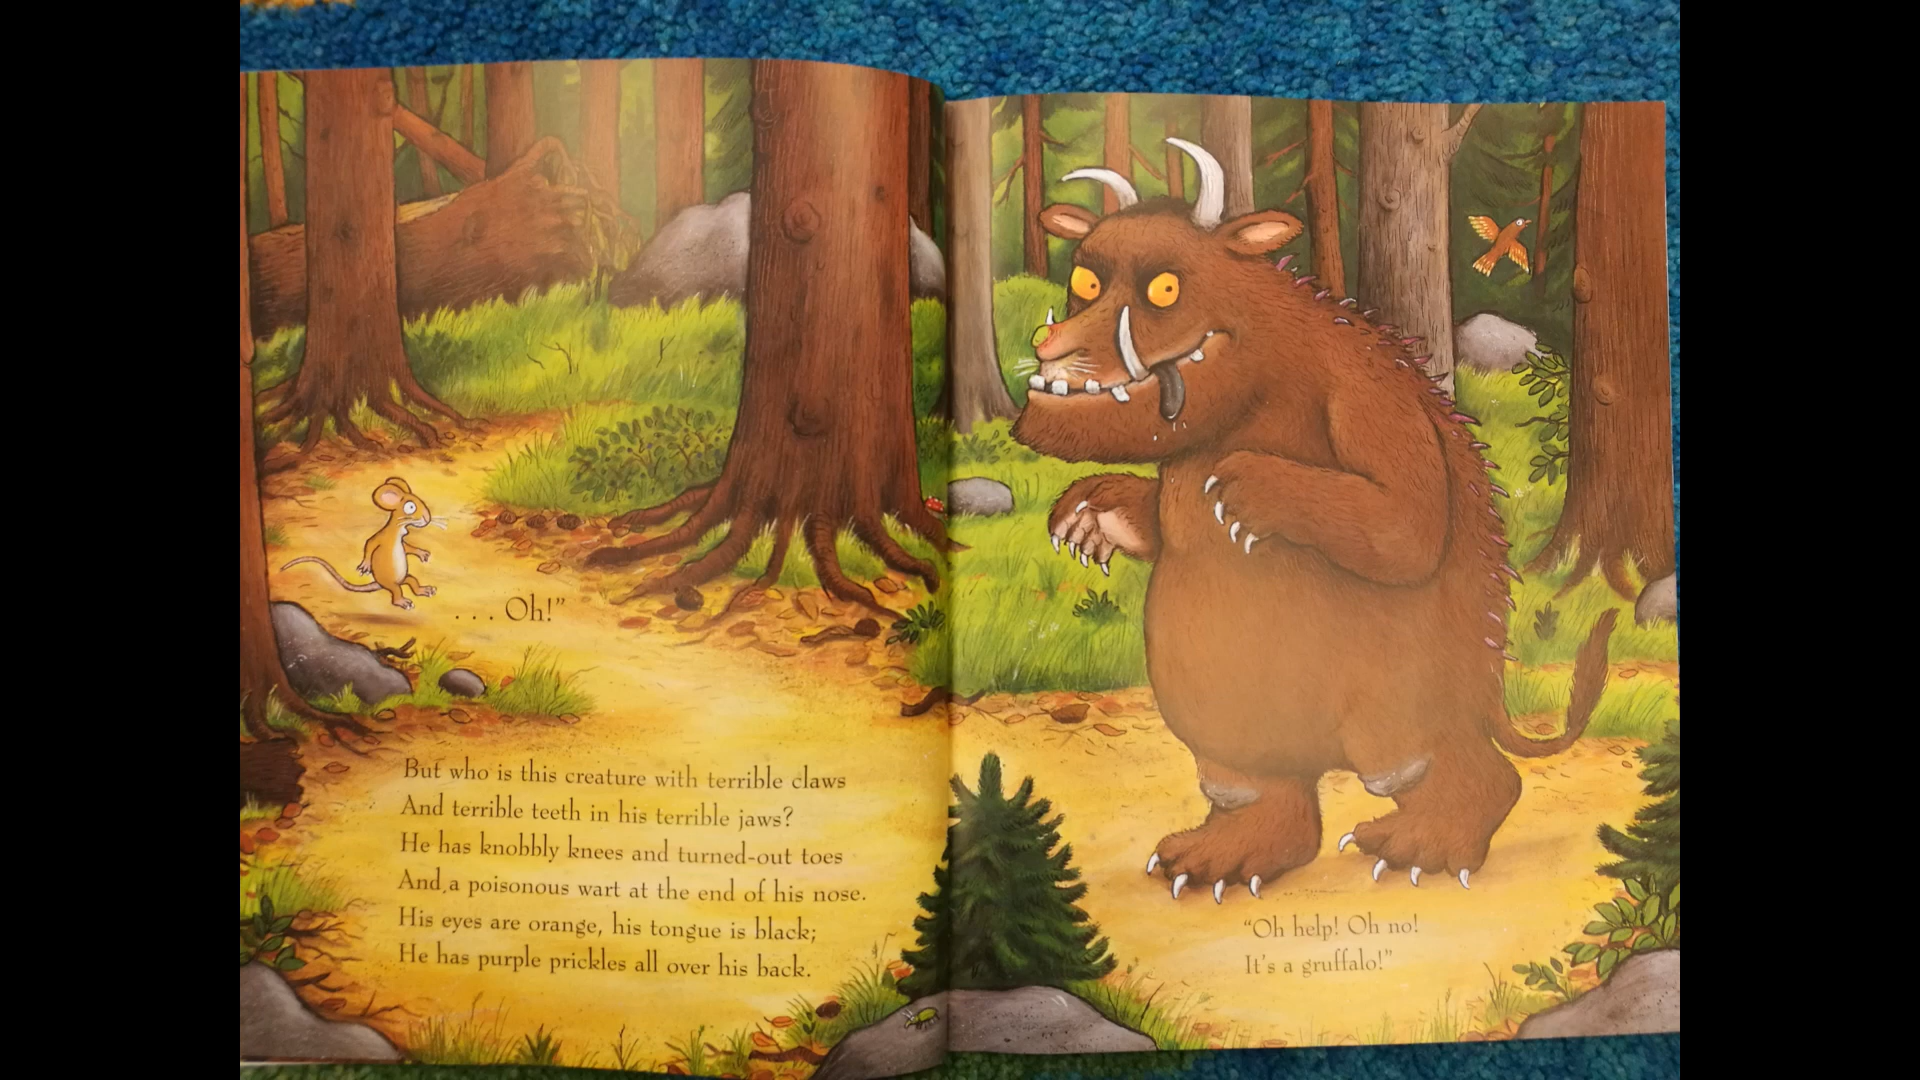 . . . Oh!”
But who is this creature with terrible claws
And terrible teeth in his terrible jaws?
He has knobbly knees and turned-out toes
And a poisonous wart at the end of his nose.
His eyes are orange, his tongue is black;
He has purple prickles all over his back.
“Oh help! Oh no!
It’s a gruffalo!”